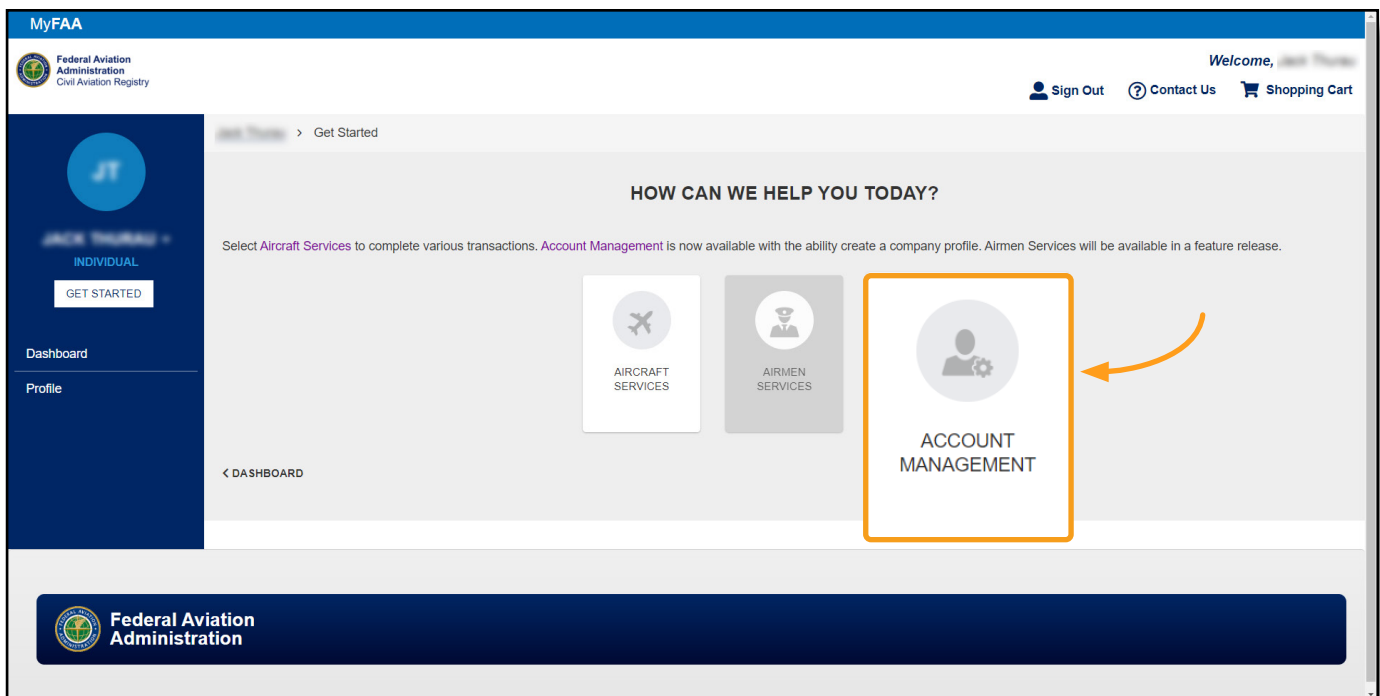 MyFAA
Federal Aviation
Administration
Civil Aviation Registry
Welcome,
Sign Out
Contact Us
Shopping Cart
> Get Started
INDIVIDUAL
GET STARTED
Dashboard
Profile
HOW CAN WE HELP YOU TODAY?
Select Aircraft Services to complete various transactions. Account Management is now available with the ability create a company profile. Airmen Services will be available in a feature release.
AIRCRAFT
SERVICES
AIRMEN
SERVICES
ACCOUNT
MANAGEMENT
< DASHBOARD
Federal Aviation
Administration